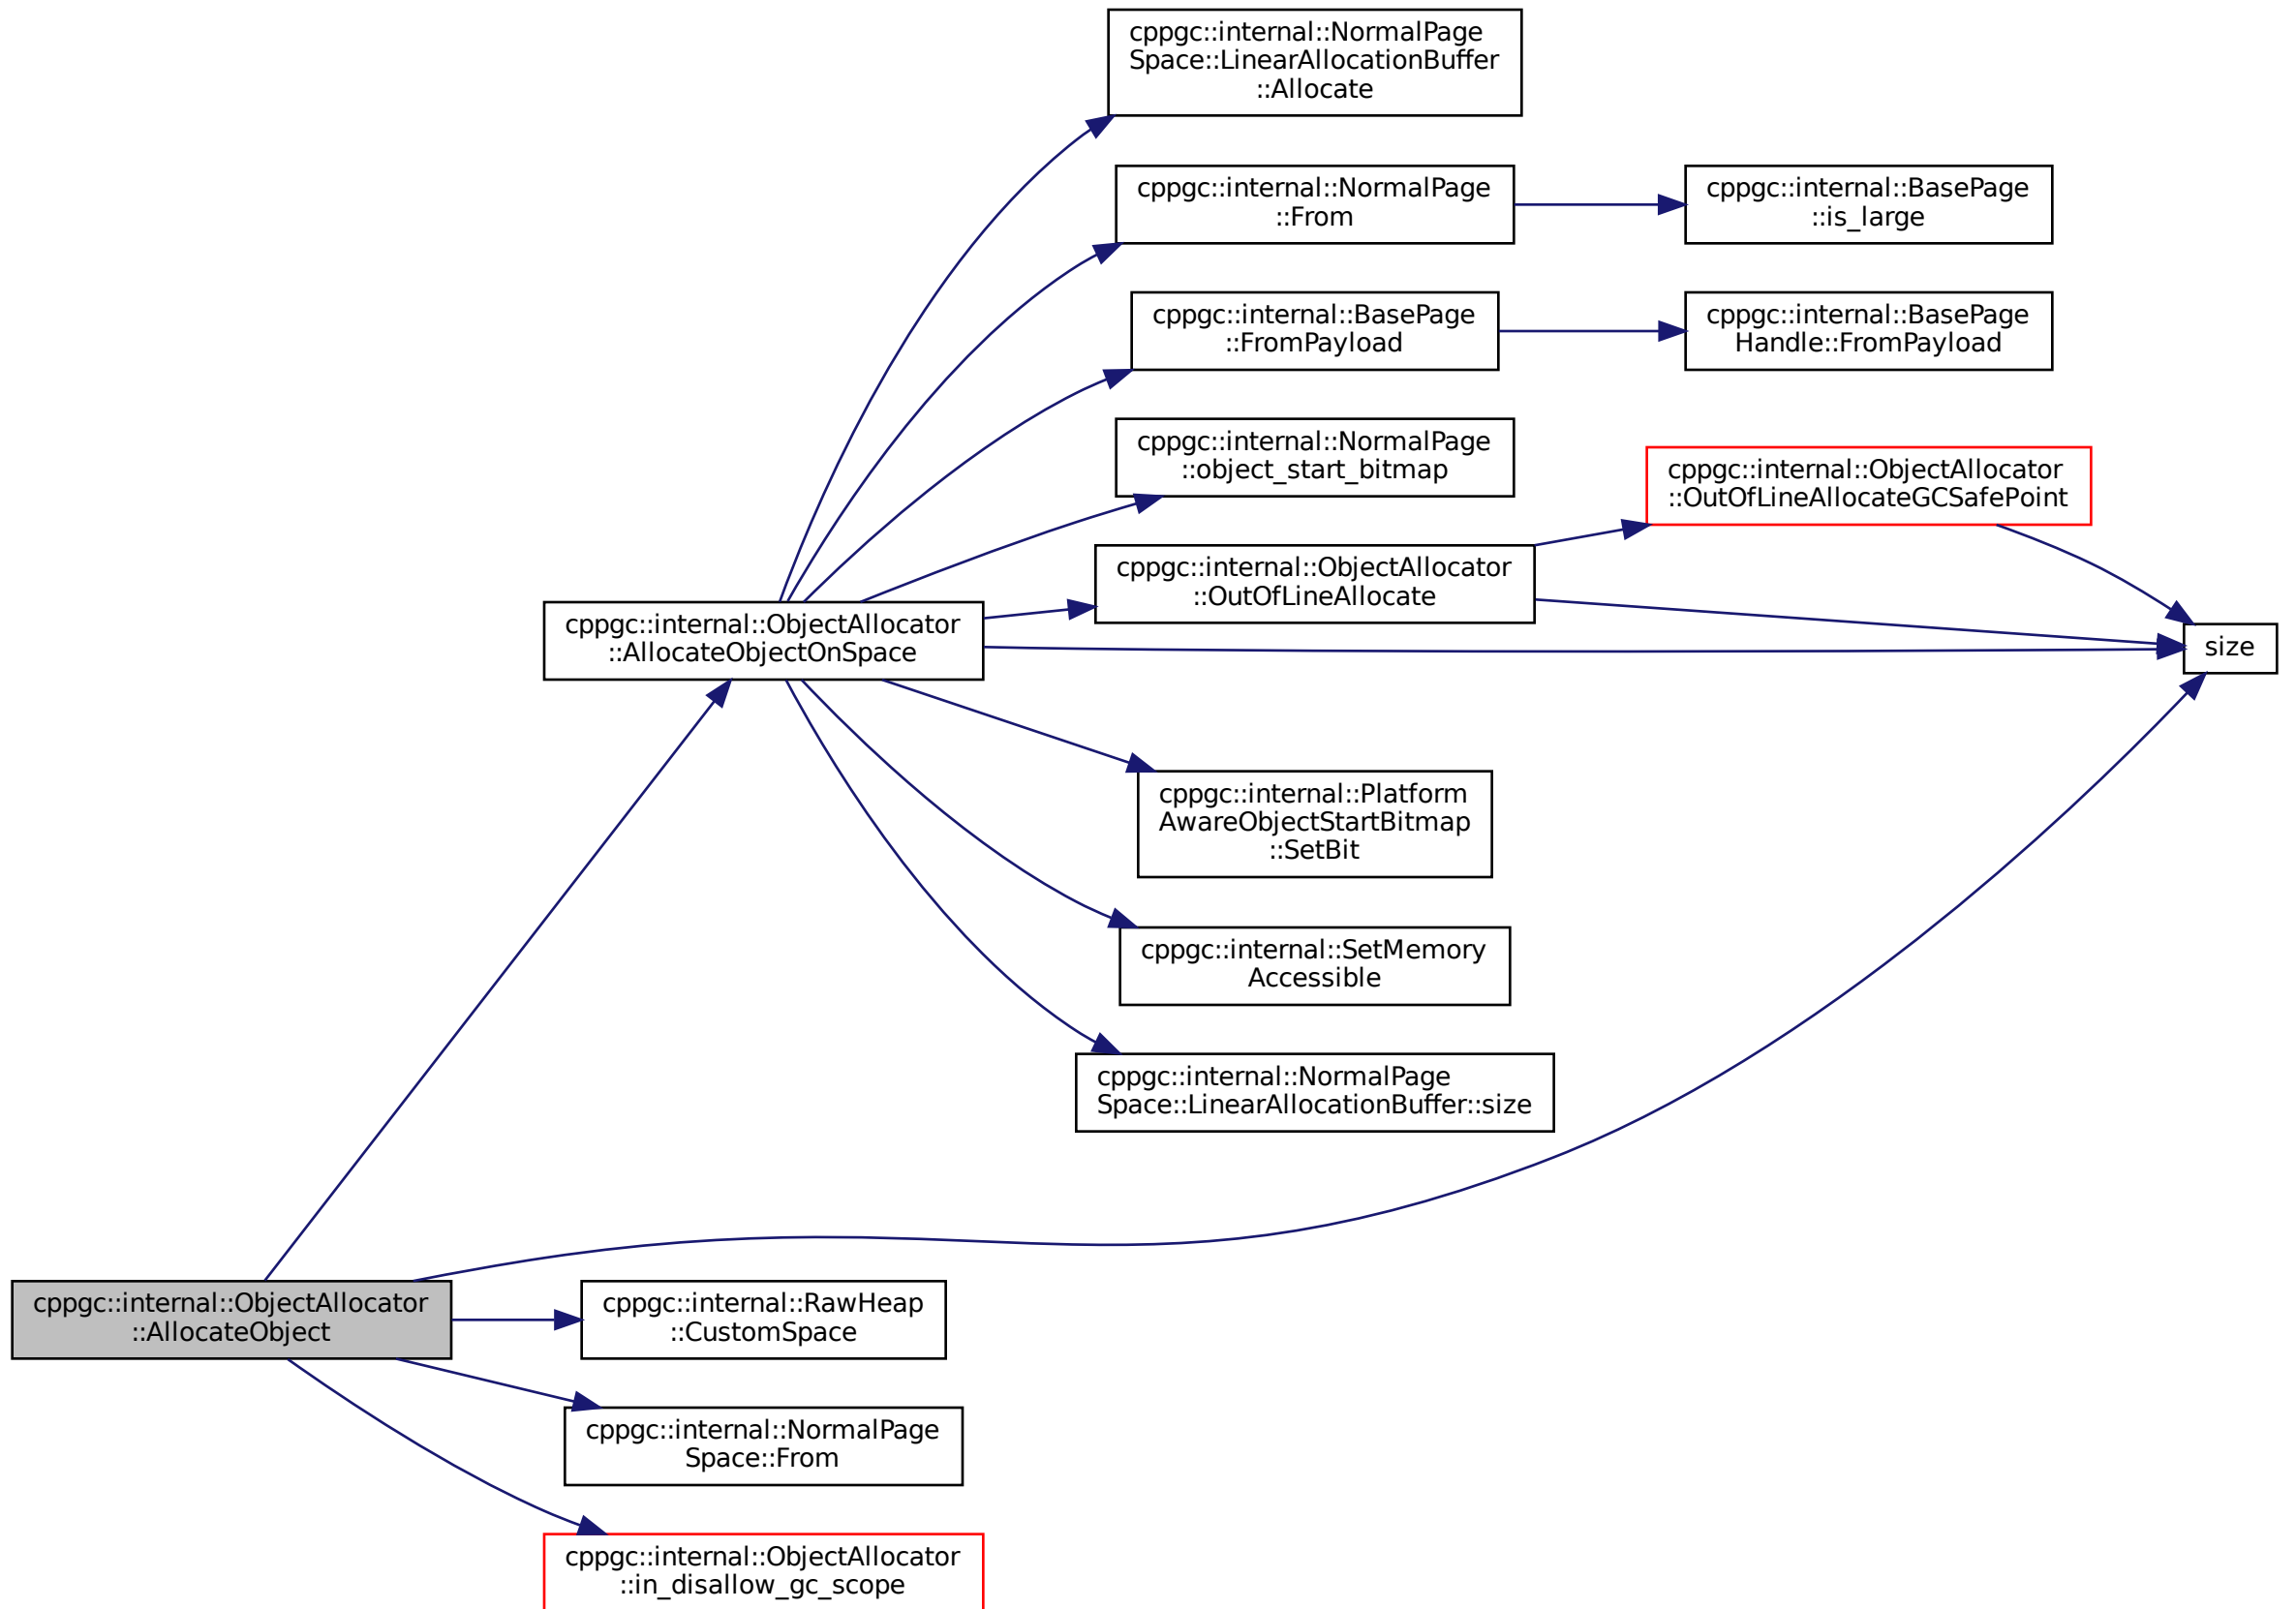 cppgc::internal::NormalPage
Space::LinearAllocationBuffer
::Allocate
cppgc::internal::NormalPage
::From
cppgc::internal::BasePage
::is_large
cppgc::internal::BasePage
::FromPayload
cppgc::internal::BasePage
Handle::FromPayload
cppgc::internal::NormalPage
::object_start_bitmap
cppgc::internal::ObjectAllocator
::OutOfLineAllocateGCSafePoint
cppgc::internal::ObjectAllocator
::OutOfLineAllocate
cppgc::internal::ObjectAllocator
::AllocateObjectOnSpace
size
cppgc::internal::Platform
AwareObjectStartBitmap
::SetBit
cppgc::internal::SetMemory
Accessible
cppgc::internal::NormalPage
Space::LinearAllocationBuffer::size
cppgc::internal::ObjectAllocator
::AllocateObject
cppgc::internal::RawHeap
::CustomSpace
cppgc::internal::NormalPage
Space::From
cppgc::internal::ObjectAllocator
::in_disallow_gc_scope